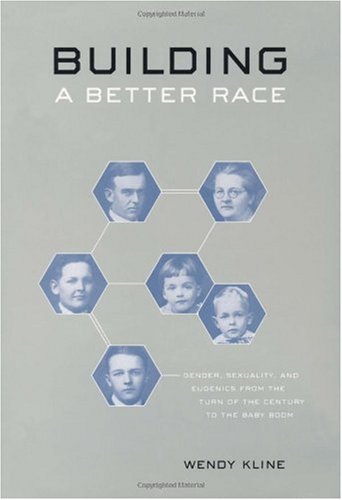 BUILDING
A BETTER RACE
GENDER, SEXUALITY, AND
EUGENICS FROM THE
TURN OF THE CENTURY
TO THE BABY BOOM
WENDY KLINE